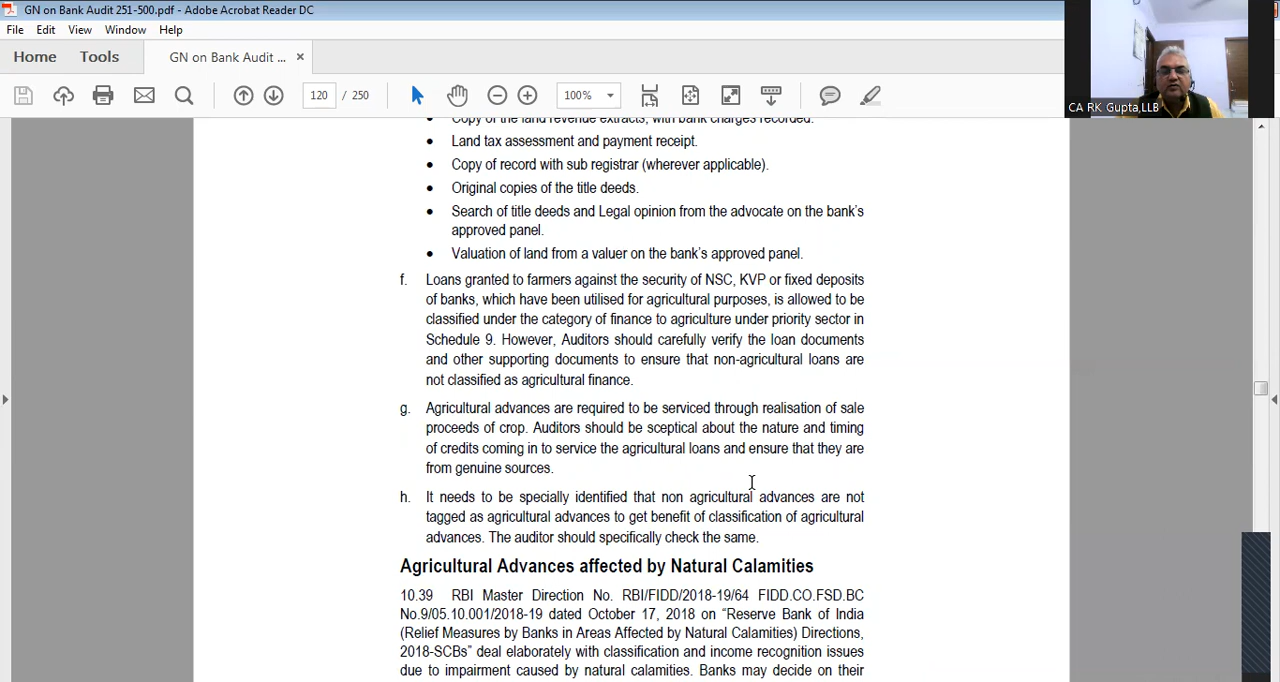 GN on Bank Audit 251-500.pdf - Adobe Acrobat Reader DC
File Edit View Window Help
Home Tools GN on Bank Audit ... ×
120 / 250 100%
CA RK Gupta,LLB
revenue extracts, with bank charges recorded.
• Land tax assessment and payment receipt.
• Copy of record with sub registrar (wherever applicable).
• Original copies of the title deeds.
• Search of title deeds and Legal opinion from the advocate on the bank's
approved panel.
• Valuation of land from a valuer on the bank's approved panel.
f. Loans granted to farmers against the security of NSC, KVP or fixed deposits
of banks, which have been utilised for agricultural purposes, is allowed to be
classified under the category of finance to agriculture under priority sector in
Schedule 9. However, Auditors should carefully verify the loan documents
and other supporting documents to ensure that non-agricultural loans are
not classified as agricultural finance.
g. Agricultural advances are required to be serviced through realisation of sale
proceeds of crop. Auditors should be sceptical about the nature and timing
of credits coming in to service the agricultural loans and ensure that they are
from genuine sources.
h. It needs to be specially identified that non agricultural advances are not
tagged as agricultural advances to get benefit of classification of agricultural
advances. The auditor should specifically check the same.
Agricultural Advances affected by Natural Calamities
10.39 RBI Master Direction No. RBI/FIDD/2018-19/64 FIDD.CO.FSD.BC
No.9/05.10.001/2018-19 dated October 17, 2018 on “Reserve Bank of India
(Relief Measures by Banks in Areas Affected by Natural Calamities) Directions,
2018-SCBs” deal elaborately with classification and income recognition issues
due to impairment caused by natural calamities. Banks may decide on their